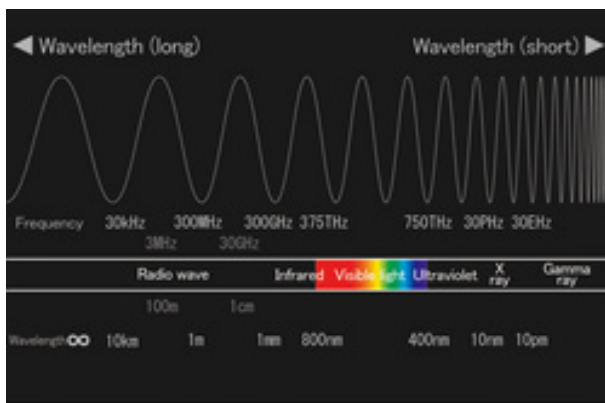 ◀ Wavelength (long) Wavelength (short) ▶
Frequency 30kHz 300MHz 300GHz 375THz 750THz 30PHz 30EHz
3MHz 30GHz
Radio wave Infrared Visible light Ultraviolet X ray Gamma ray
100m 1cm
Wavelength ∞ 10km 1m 1mm 800nm 400nm 10nm 10pm